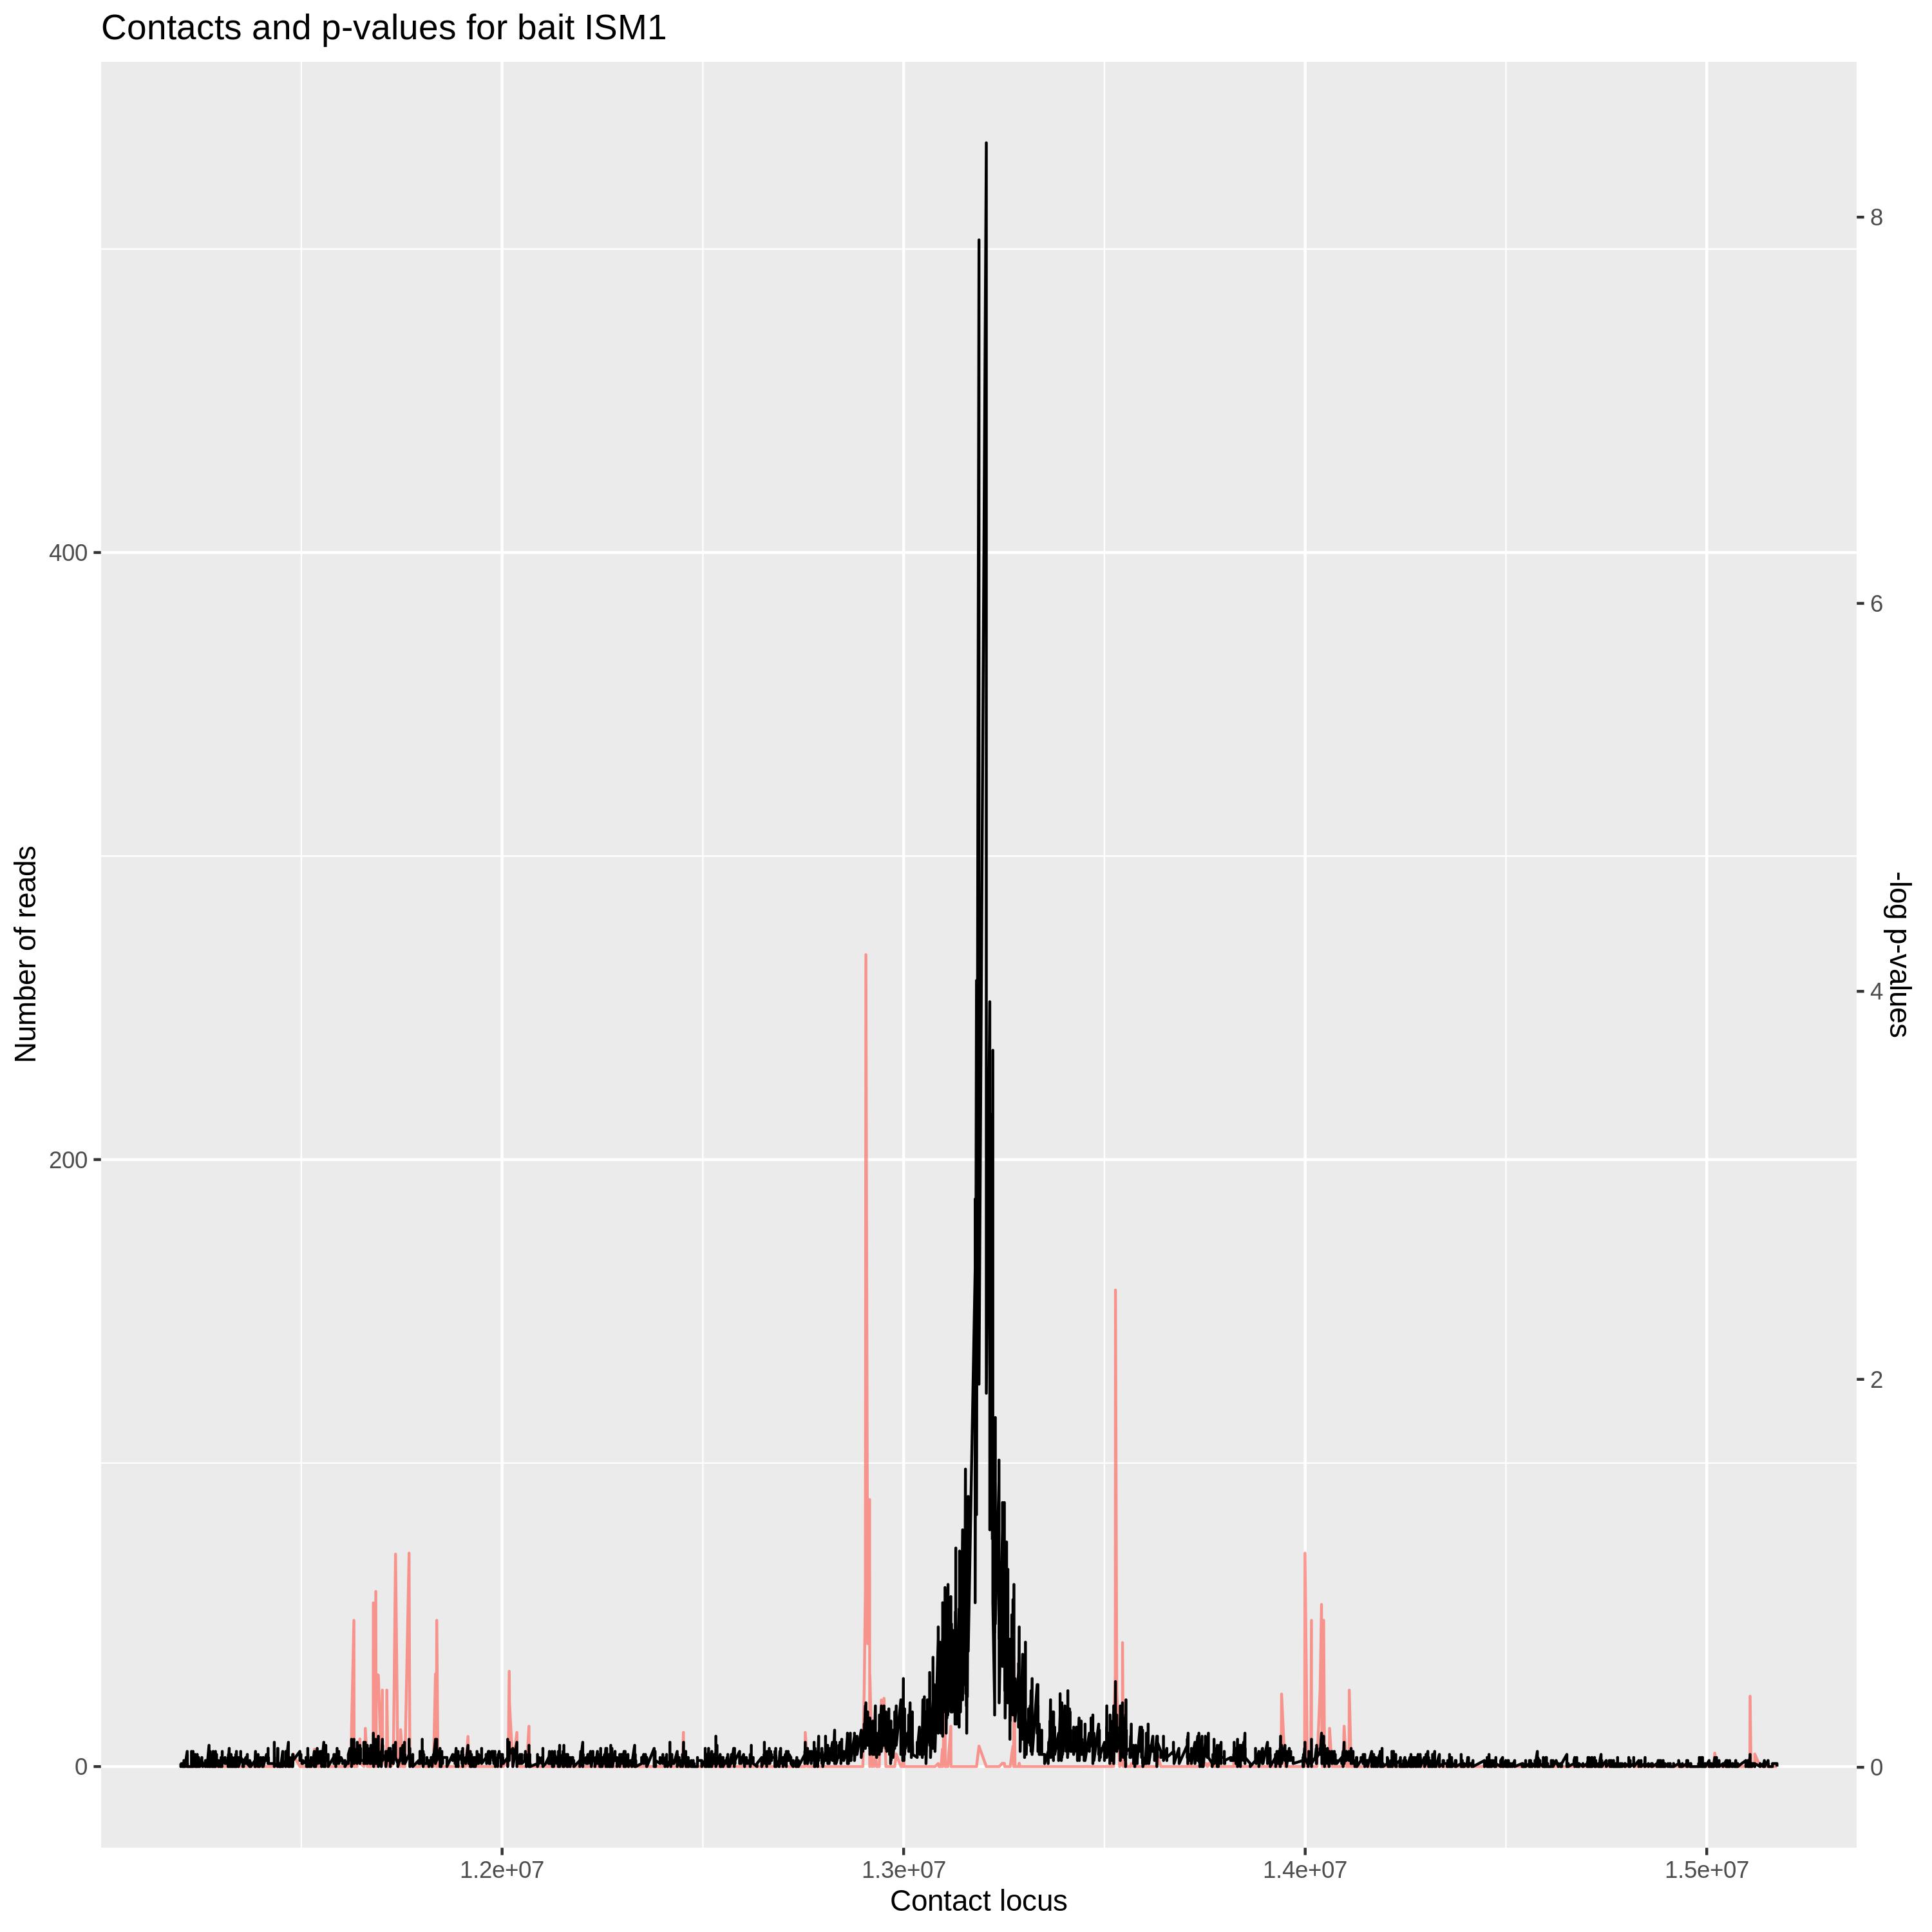 Contacts and p-values for bait ISM1
Number of reads
400
200
0
8
6
4
2
0
-log p-values
1.2e+07
1.3e+07
1.4e+07
1.5e+07
Contact locus